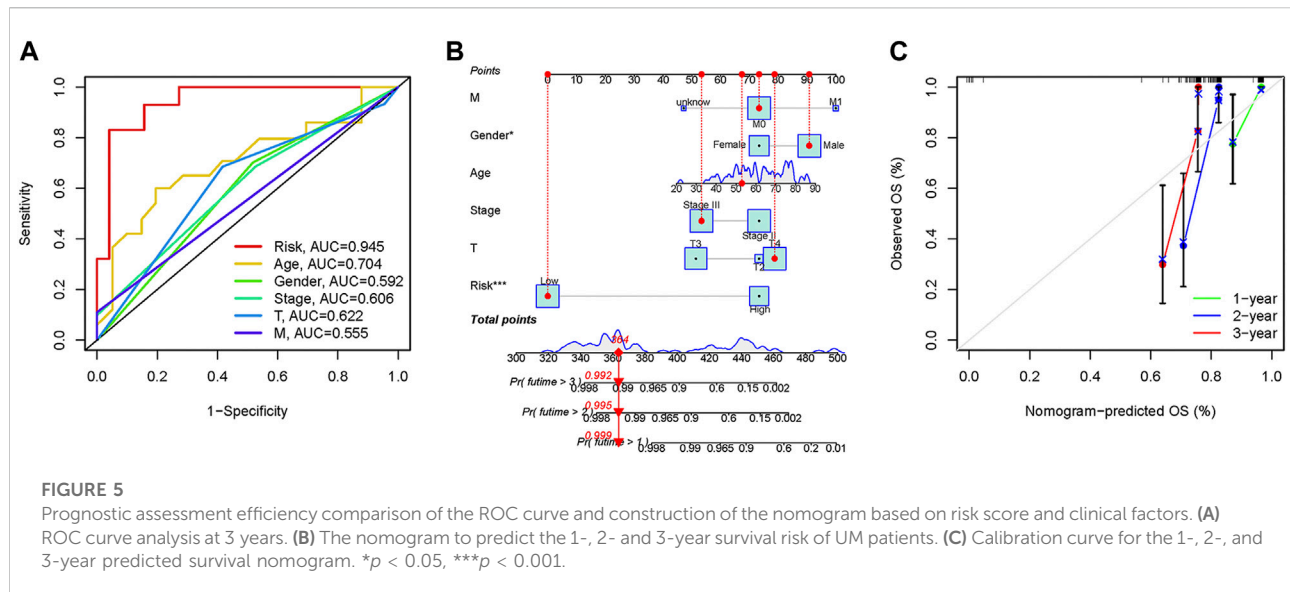 A
Sensitivity
1.0
0.8
0.6
0.4
0.2
0.0
Risk, AUC=0.945
Age, AUC=0.704
Gender, AUC=0.592
Stage, AUC=0.606
T, AUC=0.622
M, AUC=0.555
0.0 0.2 0.4 0.6 0.8 1.0
1−Specificity
B
Points
0 10 20 30 40 50 60 70 80 90 100
M
unknow
M1
M0
Gender*
Female
Male
Age
20 30 40 50 60 70 80 90
Stage
Stage III
Stage II
T
T3
T4
T2
Risk***
Low
High
Total points
364
300 320 340 360 380 400 420 440 460 480 500
0.992
Pr( futime > 3 )
0.998 0.99 0.965 0.9 0.6 0.15 0.002
0.995
Pr( futime > 2 )
0.998 0.99 0.965 0.9 0.6 0.15 0.002
0.999
Pr( futime > 1 )
0.998 0.99 0.965 0.9 0.6 0.2 0.01
C
Observed OS (%)
1.0
0.8
0.6
0.4
0.2
0.0
1-year
2-year
3-year
0.0 0.2 0.4 0.6 0.8 1.0
Nomogram−predicted OS (%)
FIGURE 5
Prognostic assessment efficiency comparison of the ROC curve and construction of the nomogram based on risk score and clinical factors. (A)
ROC curve analysis at 3 years. (B) The nomogram to predict the 1-, 2- and 3-year survival risk of UM patients. (C) Calibration curve for the 1-, 2-, and
3-year predicted survival nomogram. *p < 0.05, ***p < 0.001.